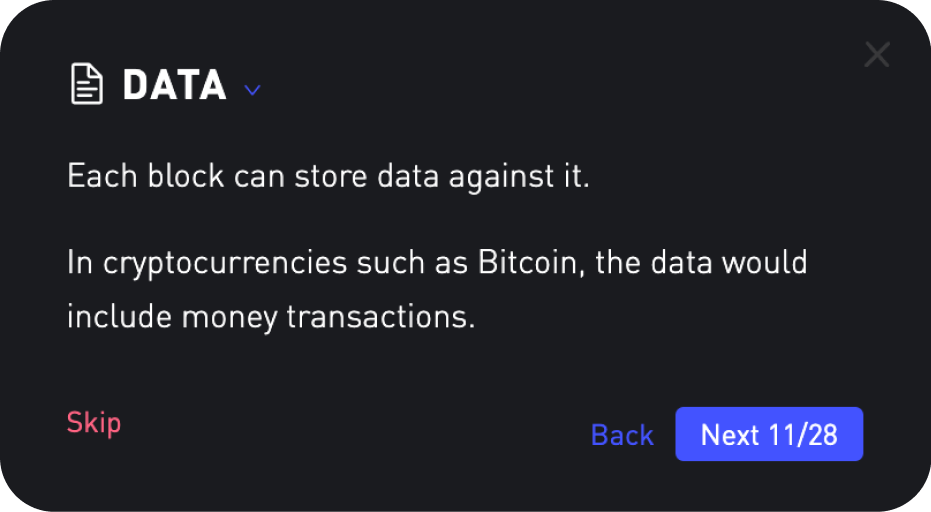 DATA
Each block can store data against it.
In cryptocurrencies such as Bitcoin, the data would
include money transactions.
Skip
Back
Next 11/28